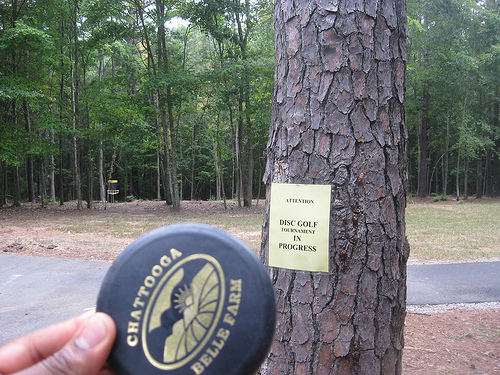 ATTENTION
DISC GOLF
TOURNAMENT
IN
PROGRESS
CHATTOOGA
BELLE FARM